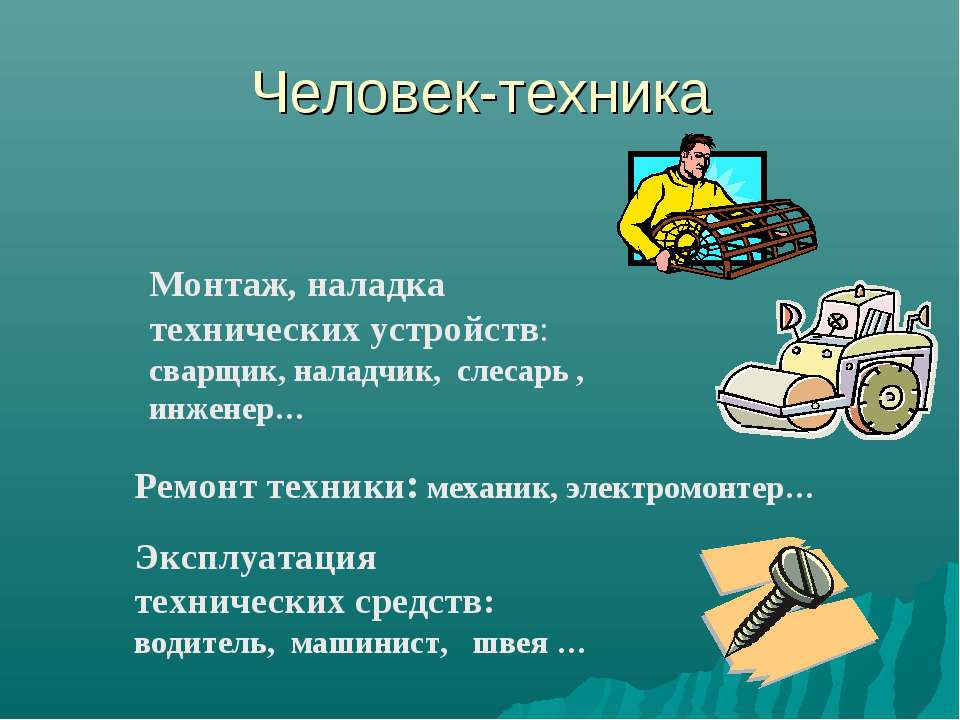 Человек-техника
Монтаж, наладка
технических устройств:
сварщик, наладчик, слесарь ,
инженер…
Ремонт техники: механик, электромонтер…
Эксплуатация
технических средств:
водитель, машинист, швея …